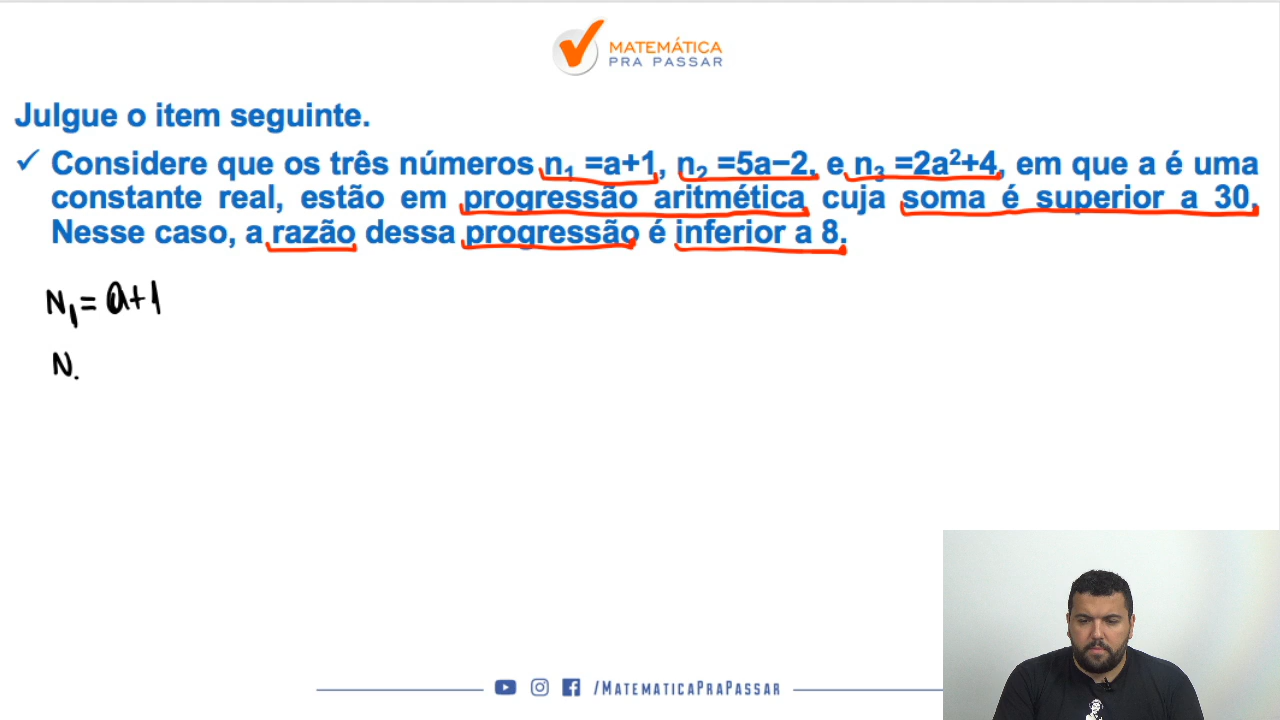 MATEMÁTICA
PRA PASSAR
Julgue o item seguinte.
✓ Considere que os três números n₁ =a+1, n₂ =5a−2, e n₃ =2a²+4, em que a é uma
constante real, estão em progressão aritmética cuja soma é superior a 30.
Nesse caso, a razão dessa progressão é inferior a 8.
N₁ = a+1
N.
/MATEMATICAPRAPASSAR